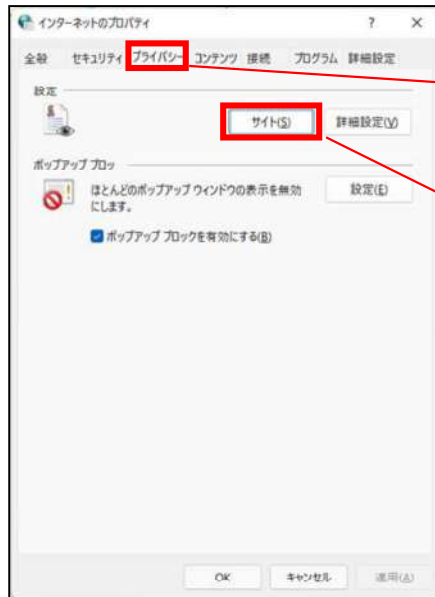 インターネットのプロパティ ? ×
全般 セキュリティ プライバシー コンテンツ 接続 プログラム 詳細設定
設定
サイト(S) 詳細設定(V)
ポップアップ ブロッ
ほとんどのポップアップ ウィンドウの表示を無効
にします。
設定(E)
ポップアップ ブロックを有効にする(B)
OK キャンセル 適用(A)